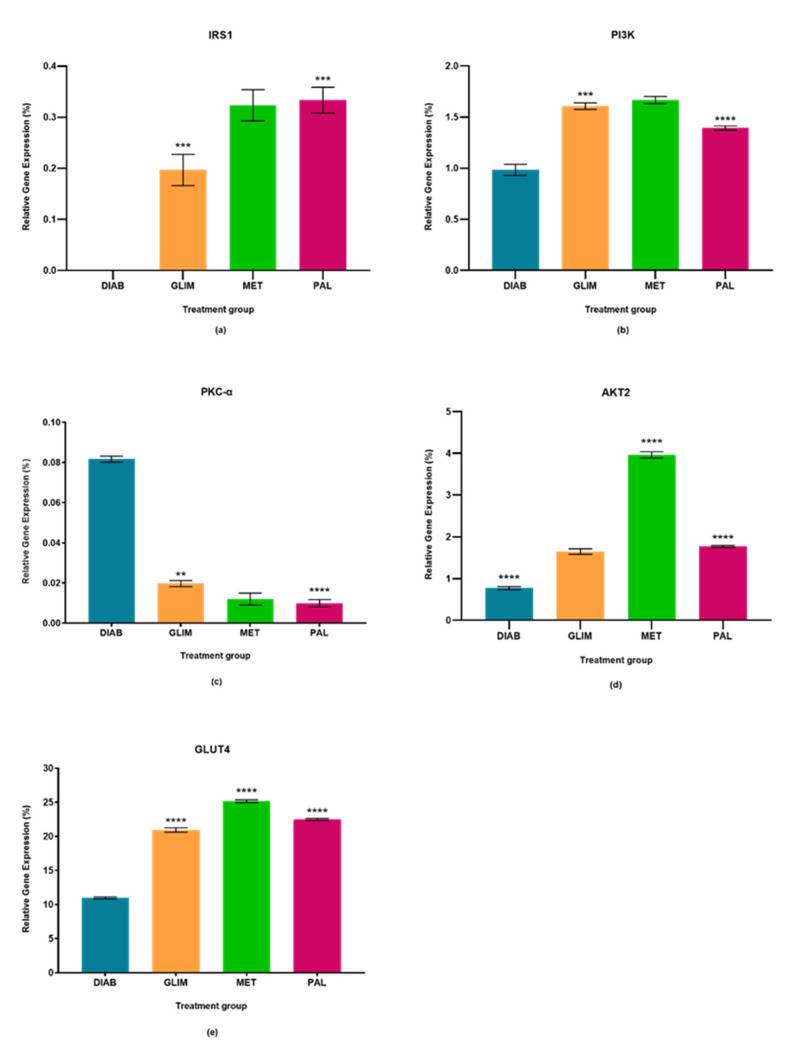 IRS1
Relative Gene Expression (%)
0.4
0.3
0.2
0.1
0.0
***
***
DIAB GLIM MET PAL
Treatment group
(a)
PI3K
Relative Gene Expression (%)
2.0
1.5
1.0
0.5
0.0
***
****
DIAB GLIM MET PAL
Treatment group
(b)
PKC-α
Relative Gene Expression (%)
0.10
0.08
0.06
0.04
0.02
0.00
**
****
DIAB GLIM MET PAL
Treatment group
(c)
AKT2
Relative Gene Expression (%)
5
4
3
2
1
0
****
****
****
DIAB GLIM MET PAL
Treatment group
(d)
GLUT4
Relative Gene Expression (%)
30
25
20
15
10
5
0
****
****
****
DIAB GLIM MET PAL
Treatment group
(e)